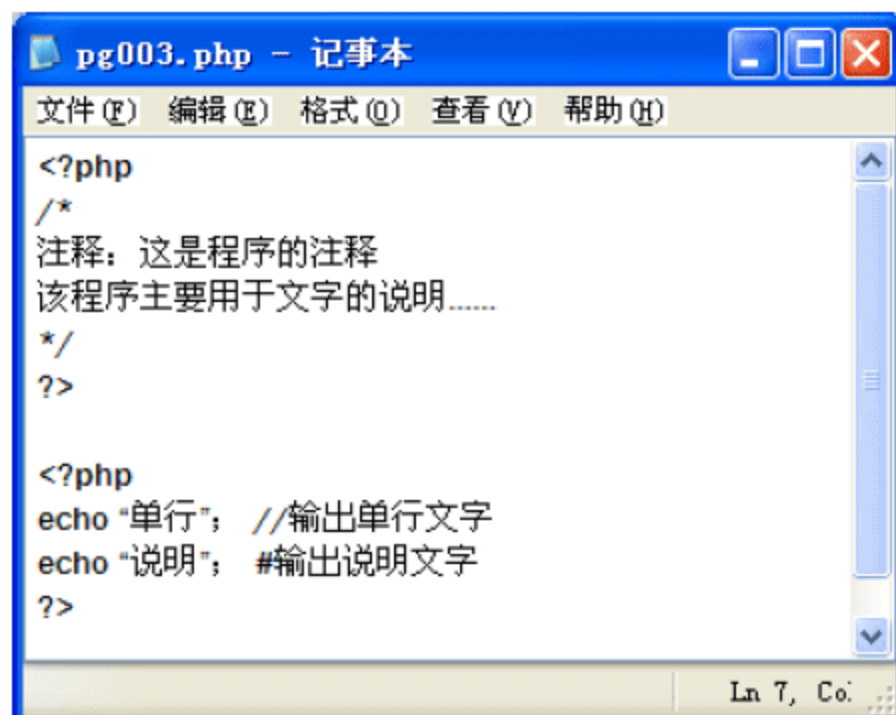 pg003.php - 记事本
文件(F) 编辑(E) 格式(O) 查看(V) 帮助(H)
<?php
/*
注释：这是程序的注释
该程序主要用于文字的说明……
*/
?>
<?php
echo “单行”； //输出单行文字
echo “说明”； #输出说明文字
?>
Ln 7, Co